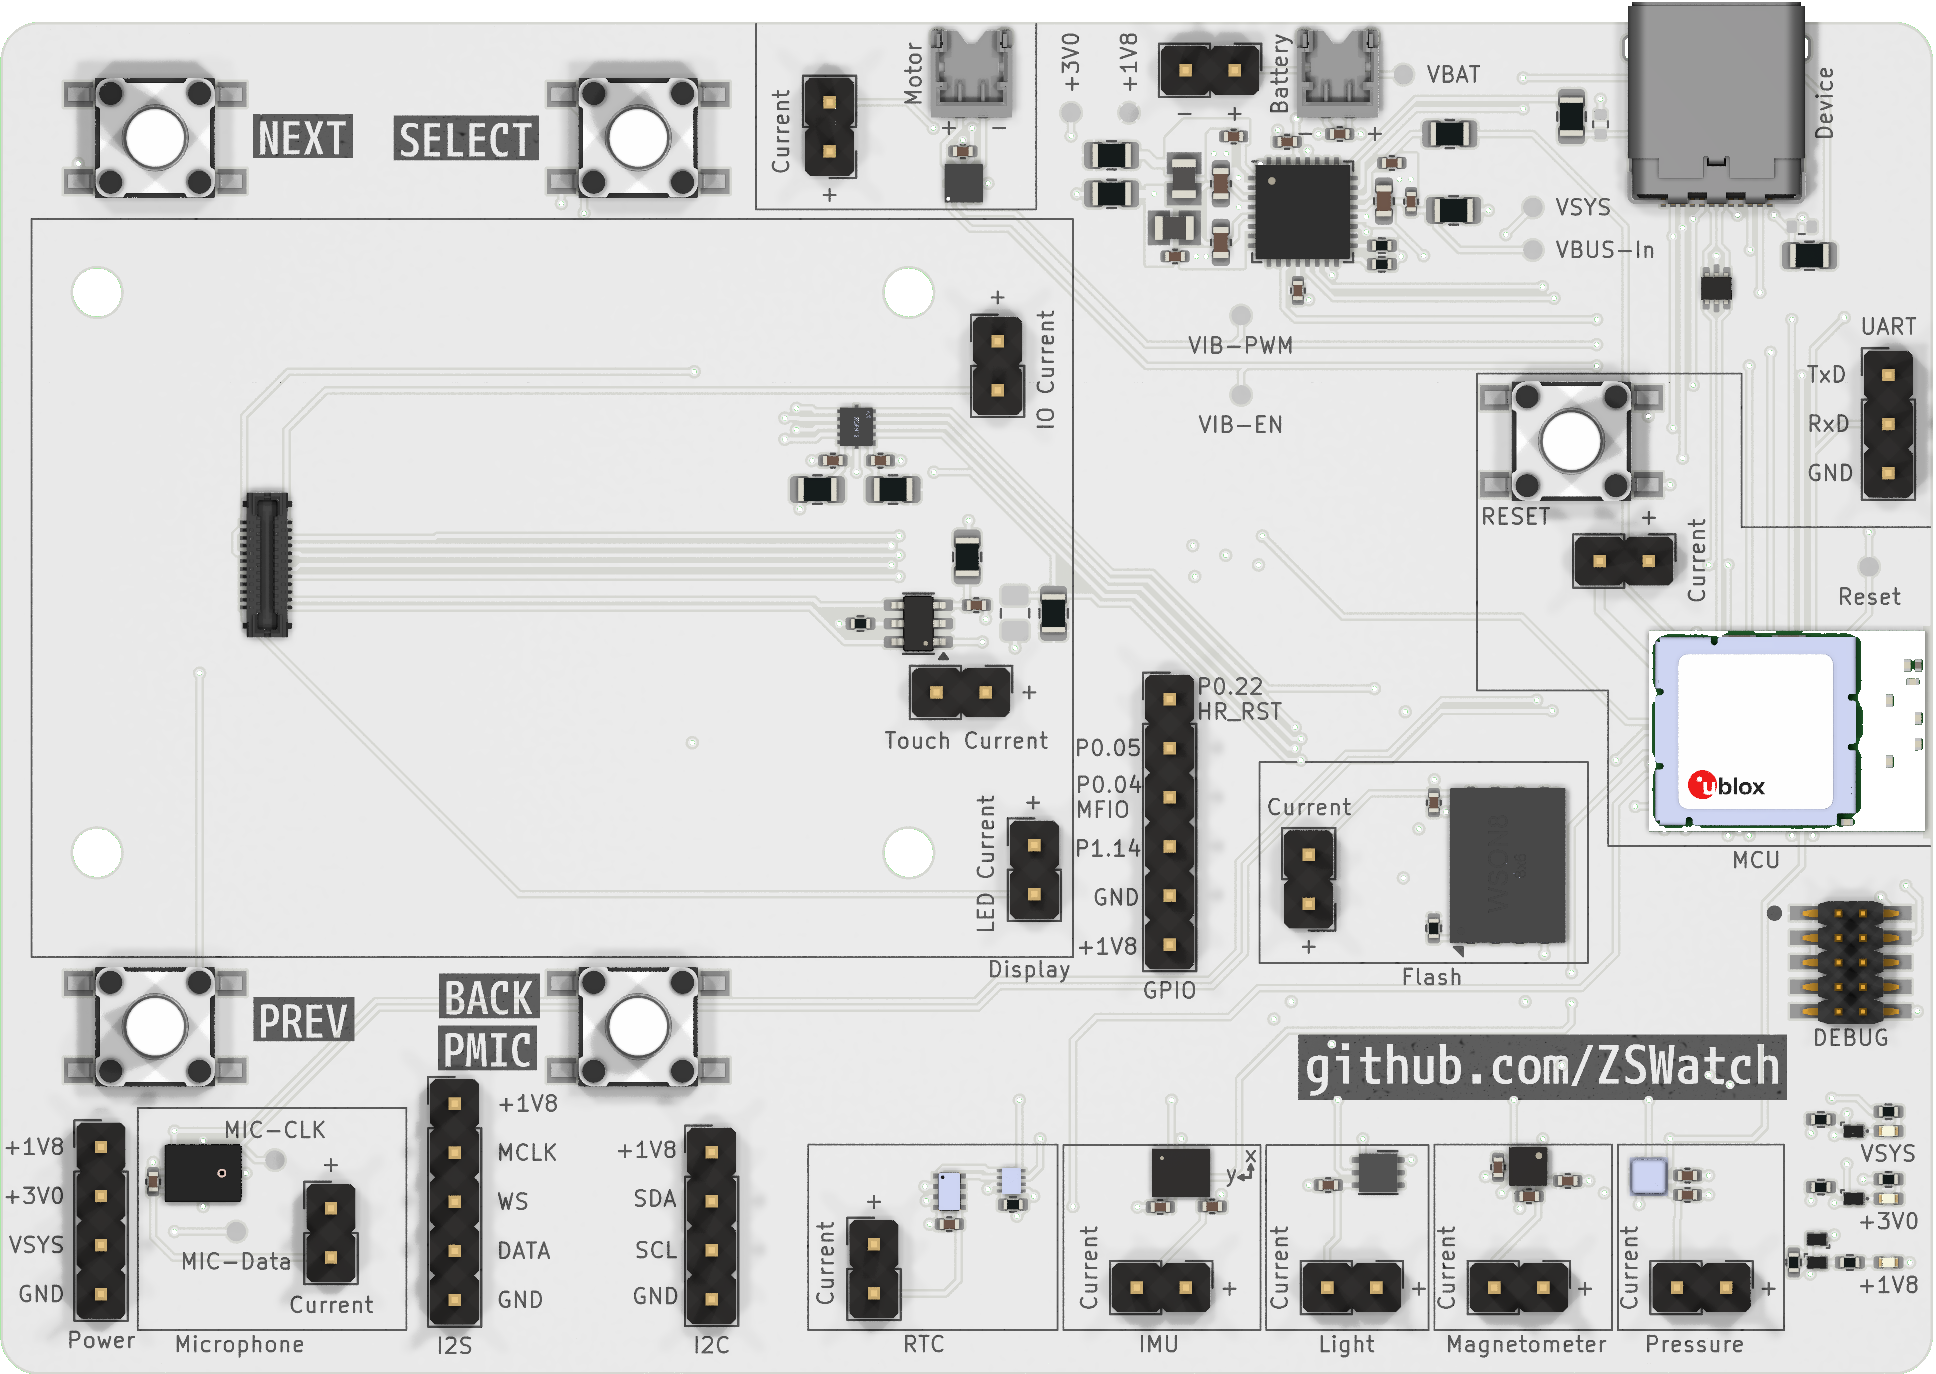 NEXT
SELECT
Current
+
Motor
+ -
+3V0
+1V8
- +
Battery
- +
VBAT
Device
VSYS
VBUS-In
VIB-PWM
VIB-EN
+
IO Current
UART
TxD
RxD
GND
RESET
+
Current
Reset
+
Touch Current
P0.22
HR_RST
P0.05
P0.04
MFIO
P1.14
GND
+1V8
GPIO
+
LED Current
Display
Current
+
WSON8
Flash
ublox
MCU
DEBUG
PREV
BACK
PMIC
github.com/ZSWatch
+1V8
+3V0
VSYS
GND
Power
MIC-CLK
MIC-Data
+
Current
Microphone
+1V8
MCLK
WS
DATA
GND
I2S
+1V8
SDA
SCL
GND
I2C
+
Current
RTC
x
y
Current
+
IMU
Current
+
Light
Current
+
Magnetometer
Current
+
Pressure
VSYS
+3V0
+1V8